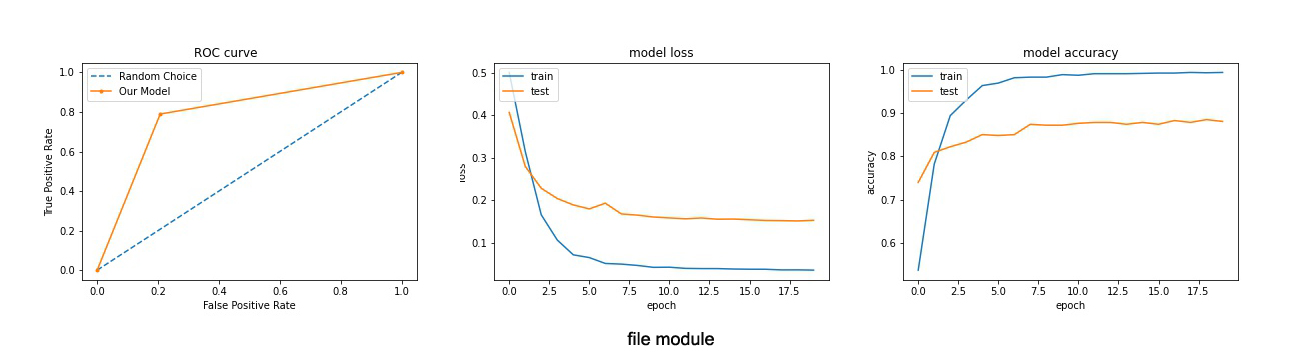 ROC curve
1.0
0.8
0.6
0.4
0.2
0.0
True Positive Rate
Random Choice
Our Model
0.0 0.2 0.4 0.6 0.8 1.0
False Positive Rate
model loss
0.5
0.4
0.3
0.2
0.1
loss
train
test
0.0 2.5 5.0 7.5 10.0 12.5 15.0 17.5
epoch
model accuracy
1.0
0.9
0.8
0.7
0.6
accuracy
train
test
0.0 2.5 5.0 7.5 10.0 12.5 15.0 17.5
epoch
file module